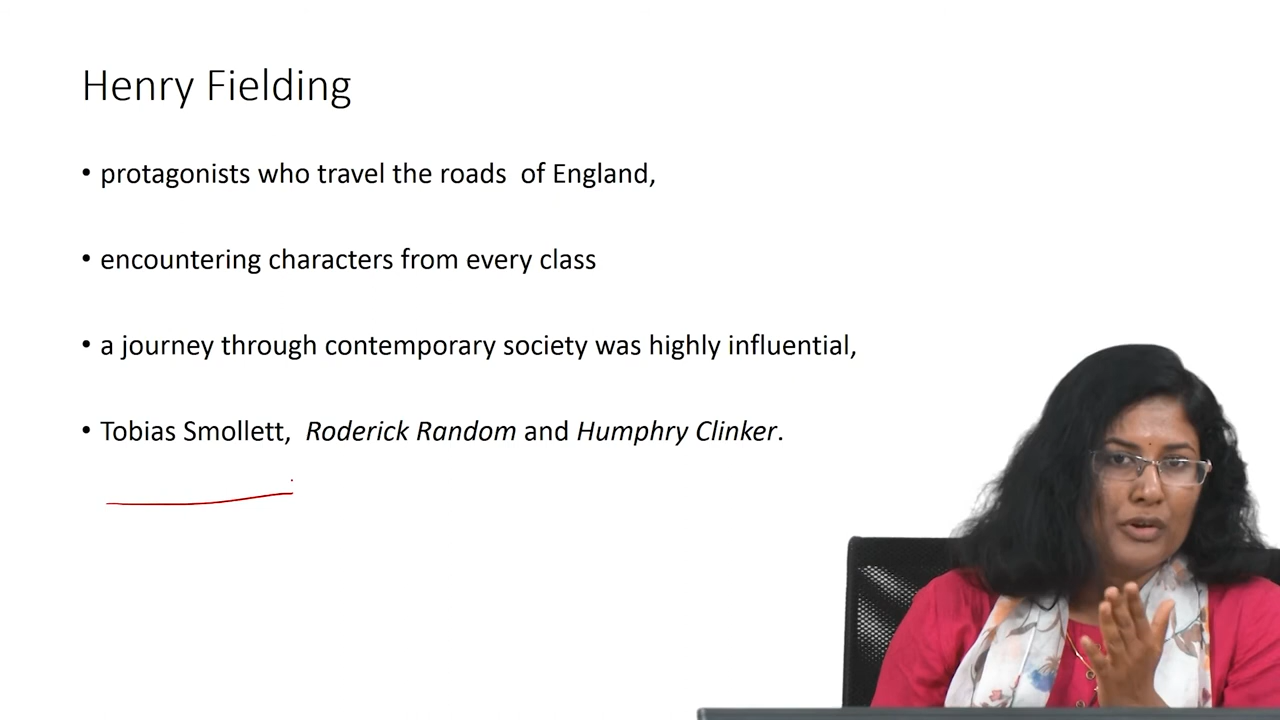 Henry Fielding
• protagonists who travel the roads of England,
• encountering characters from every class
• a journey through contemporary society was highly influential,
• Tobias Smollett, Roderick Random and Humphry Clinker.